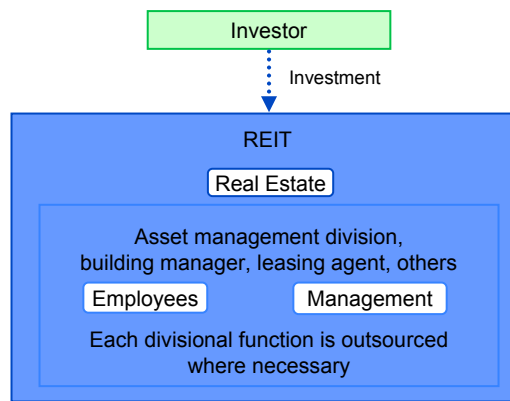 Investor
Investment
REIT
Real Estate
Asset management division,
building manager, leasing agent, others
Employees
Management
Each divisional function is outsourced
where necessary